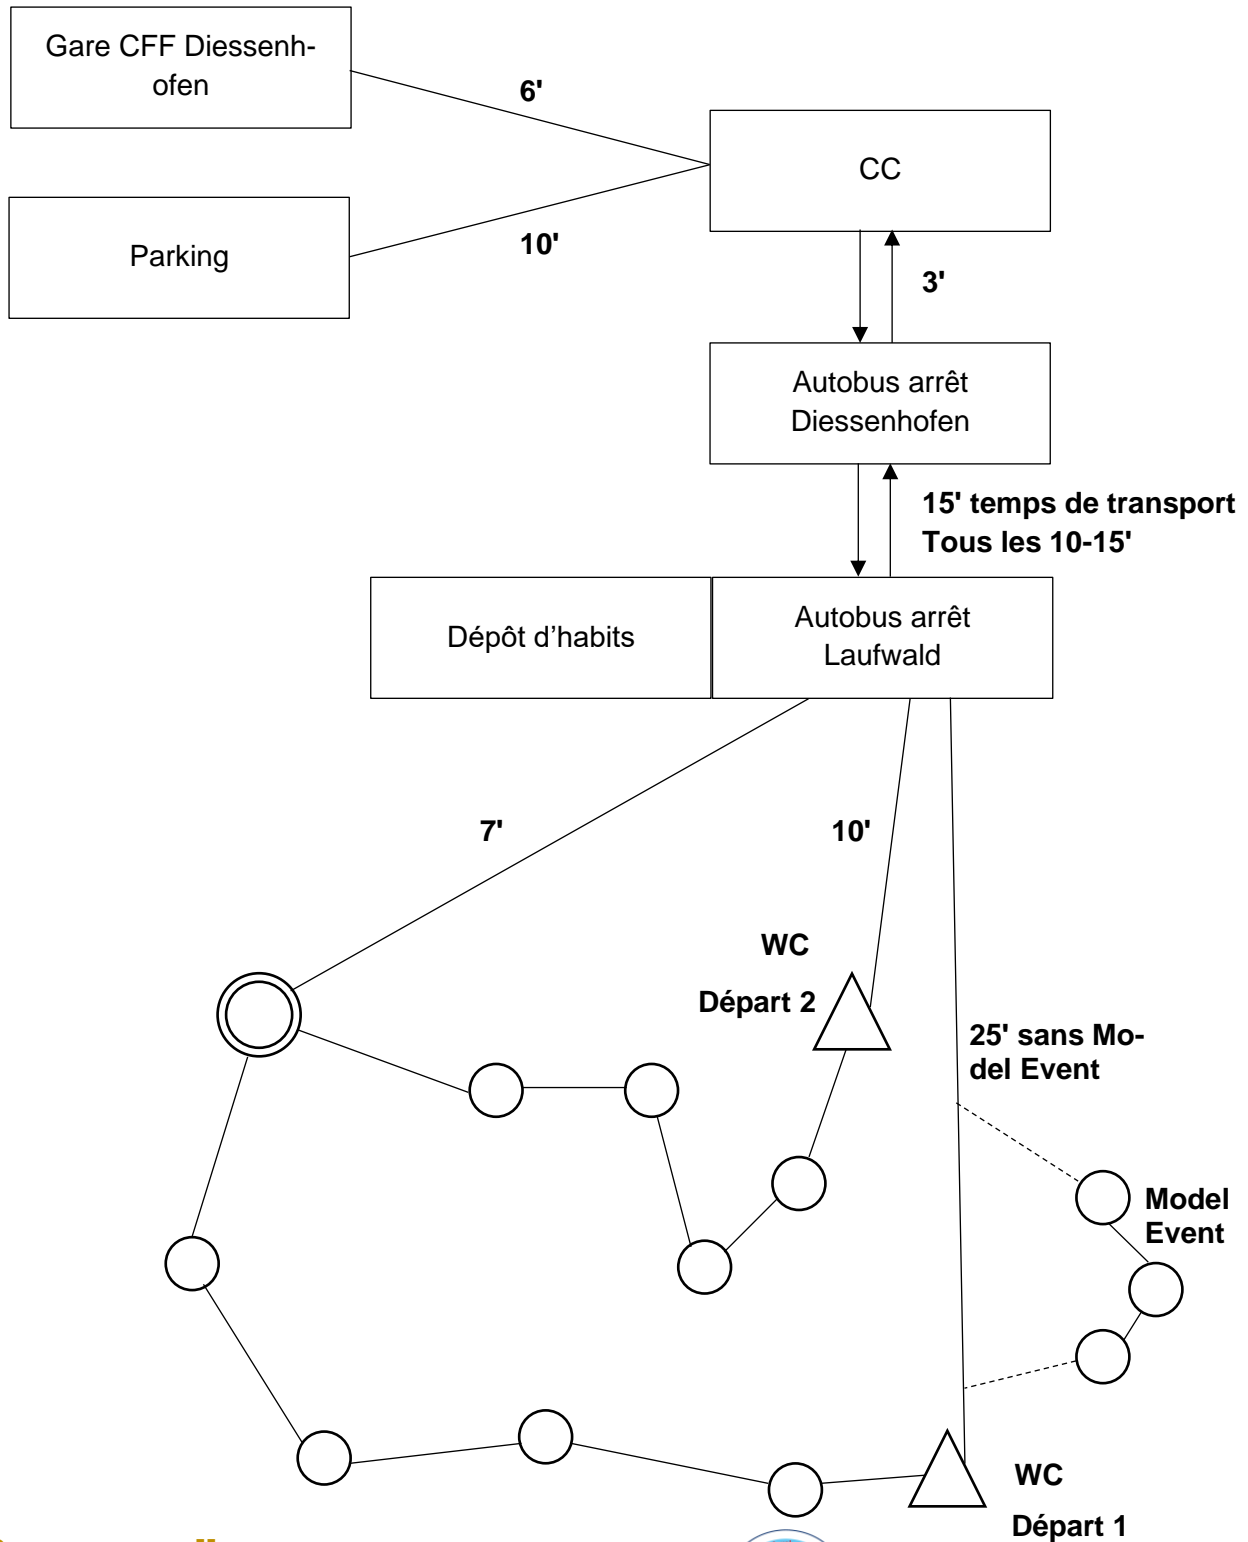 Gare CFF Diessenh-
ofen
6'
CC
Parking
10'
3'
Autobus arrêt
Diessenhofen
15' temps de transport
Tous les 10-15'
Dépôt d’habits
Autobus arrêt
Laufwald
7'
10'
WC
Départ 2
25' sans Mo-
del Event
Model
Event
WC
Départ 1